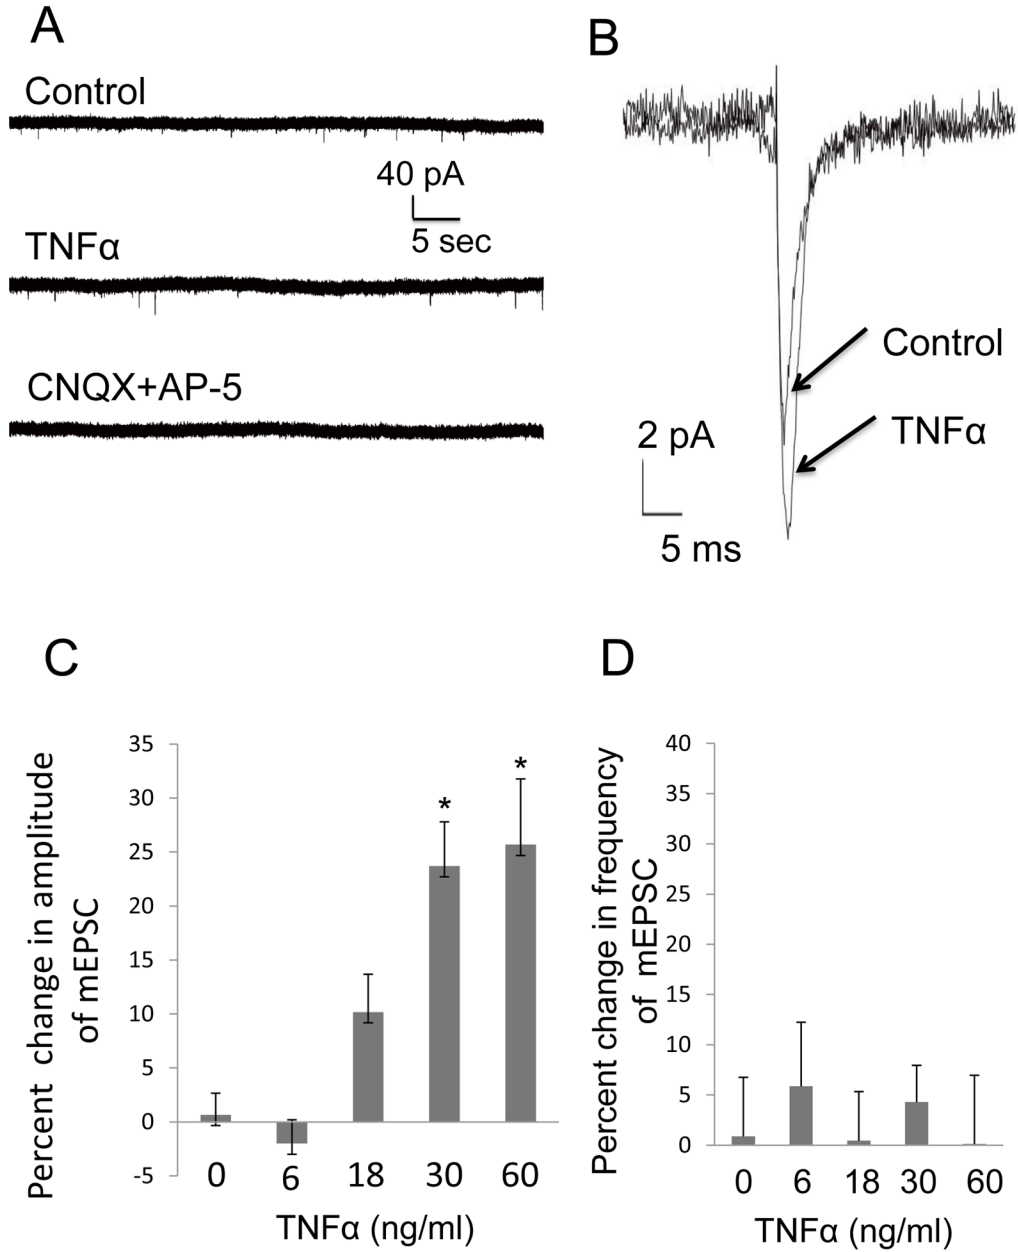 A
Control
40 pA
5 sec
TNFα
CNQX+AP-5
B
Control
TNFα
2 pA
5 ms
C
Percent change in amplitude
of mEPSC
35
30
25
20
15
10
5
0
-5
*
*
0 6 18 30 60
TNFα (ng/ml)
D
Percent change in frequency
of mEPSC
40
35
30
25
20
15
10
5
0
0 6 18 30 60
TNFα (ng/ml)